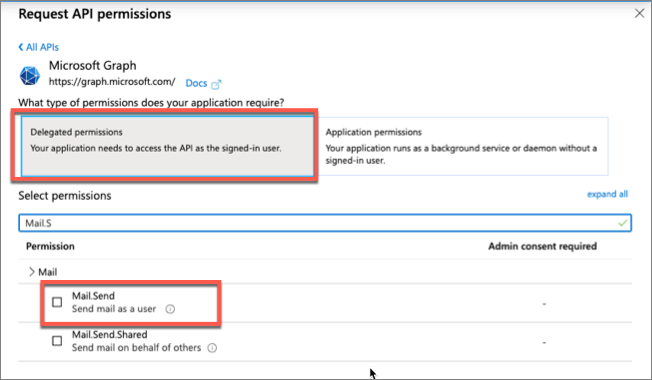 Request API permissions
All APIs
Microsoft Graph
https://graph.microsoft.com/ Docs
What type of permissions does your application require?
Delegated permissions
Your application needs to access the API as the signed-in user.
Application permissions
Your application runs as a background service or daemon without a
signed-in user.
Select permissions
expand all
Mail.S
Permission Admin consent required
Mail
Mail.Send
Send mail as a user
-
Mail.Send.Shared
Send mail on behalf of others
-